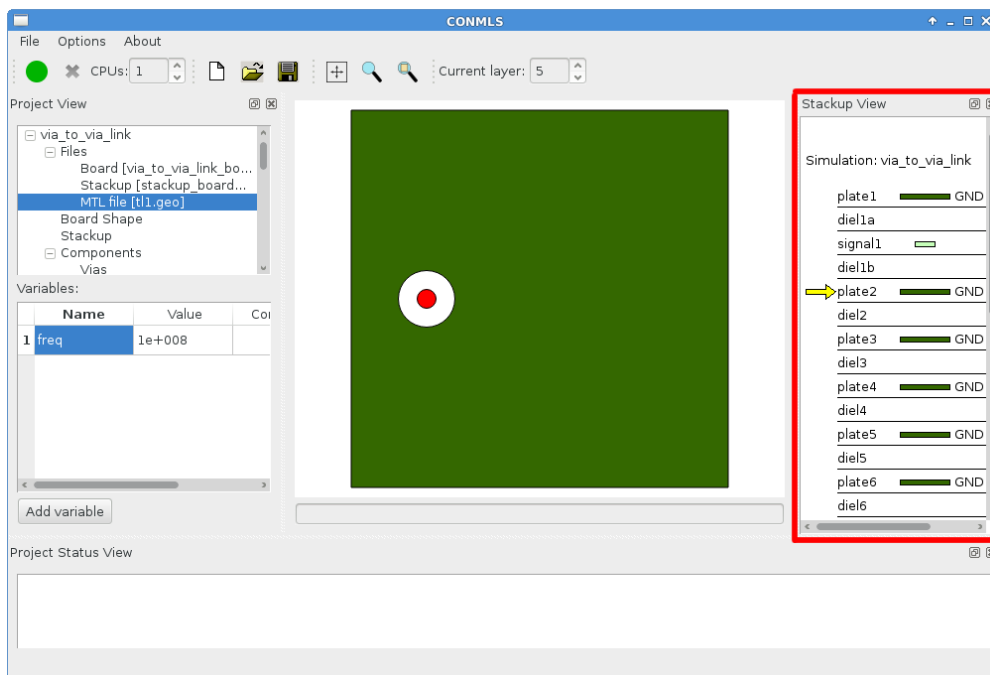 CONMLS
File Options About
CPUs: 1 Current layer: 5
Project View
via_to_via_link
Files
Board [via_to_via_link_bo...
Stackup [stackup_board...
MTL file [tl1.geo]
Board Shape
Stackup
Components
Vias
Variables:
Name Value Co
1 freq 1e+008
Add variable
Stackup View
Simulation: via_to_via_link
plate1 GND
diel1a
signal1
diel1b
plate2 GND
diel2
plate3 GND
diel3
plate4 GND
diel4
plate5 GND
diel5
plate6 GND
diel6
Project Status View